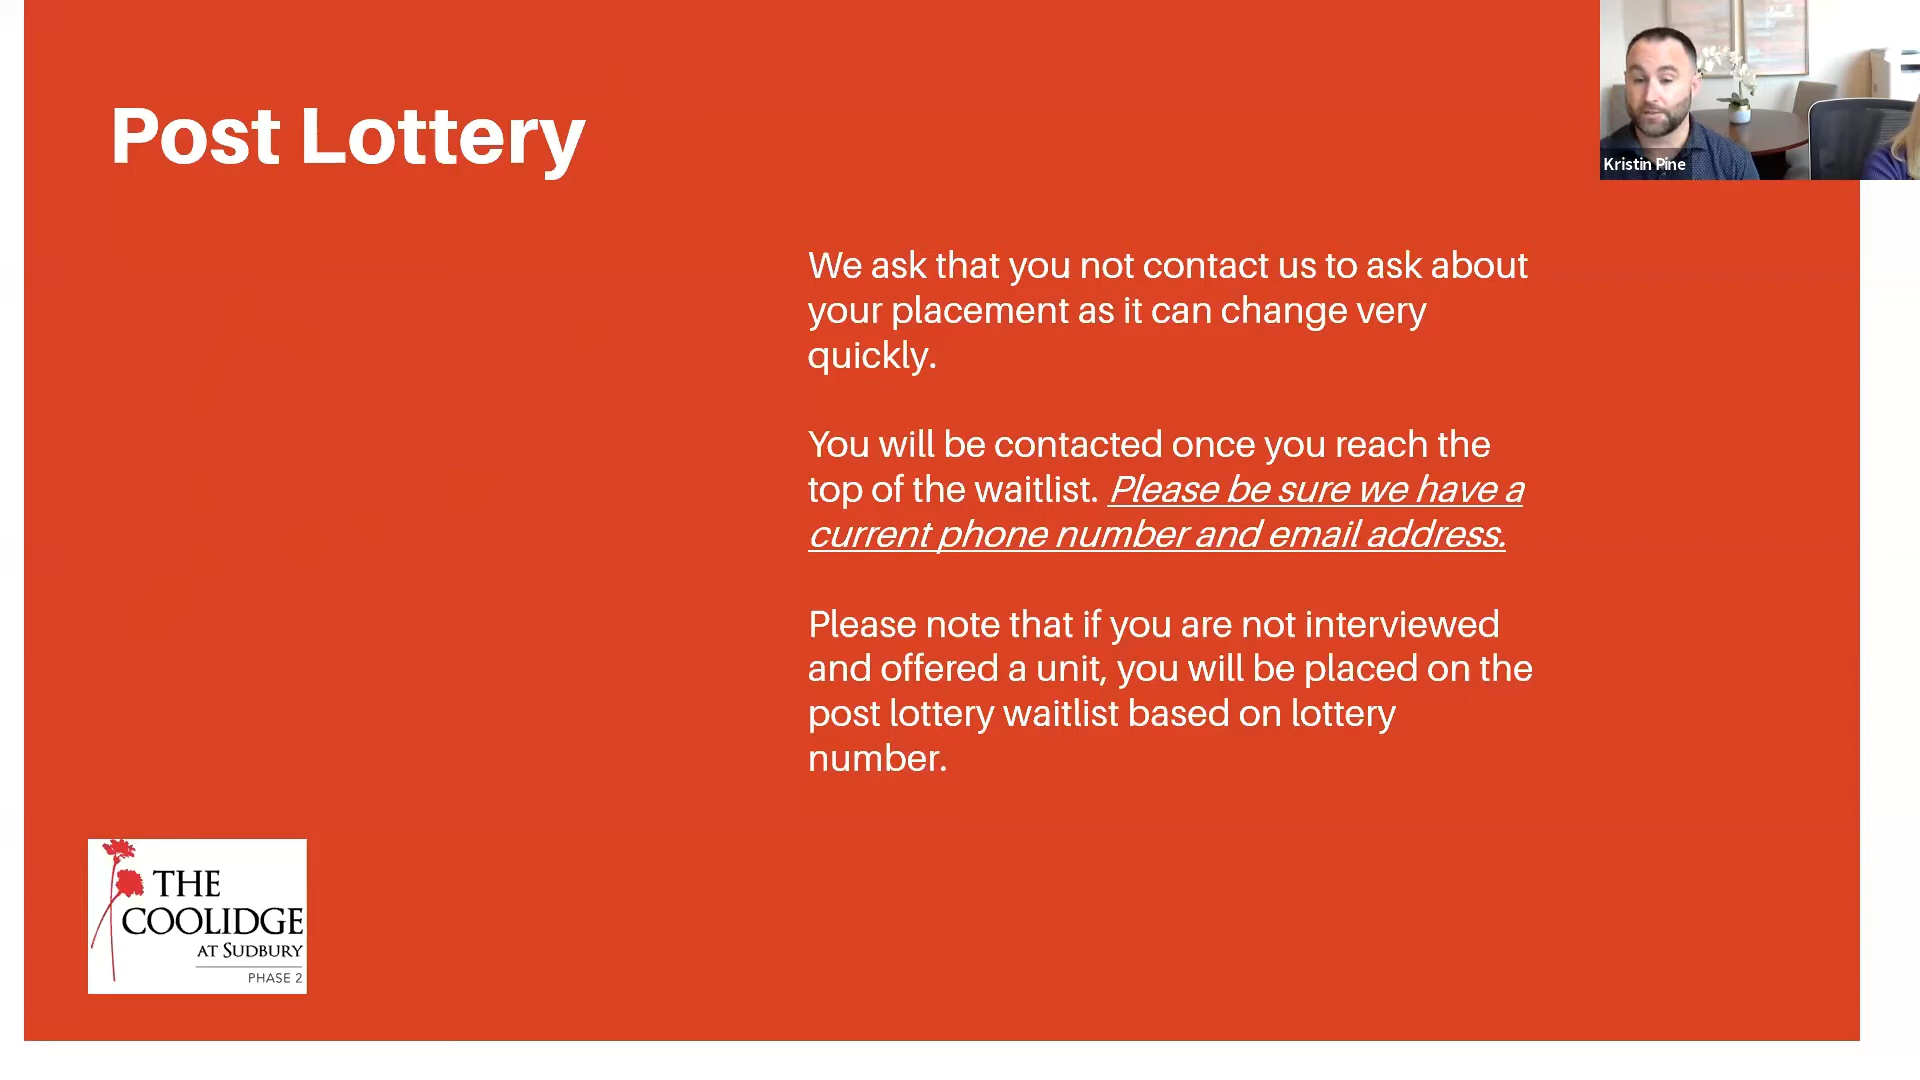 Post Lottery
Kristin Pine
We ask that you not contact us to ask about
your placement as it can change very
quickly.
You will be contacted once you reach the
top of the waitlist. Please be sure we have a
current phone number and email address.
Please note that if you are not interviewed
and offered a unit, you will be placed on the
post lottery waitlist based on lottery
number.
THE
COOLIDGE
AT SUDBURY
PHASE 2